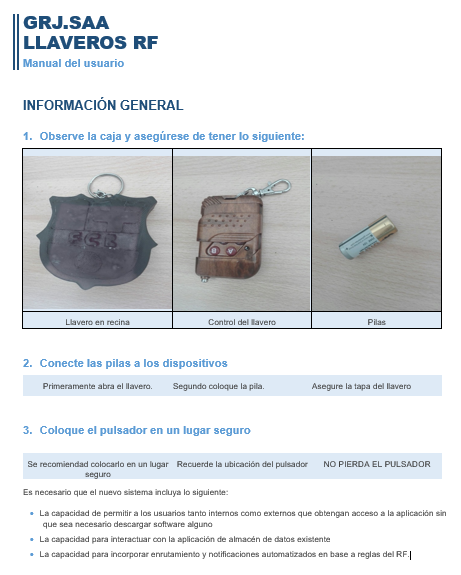 GRJ.SAA
LLAVEROS RF
Manual del usuario
INFORMACIÓN GENERAL
1. Observe la caja y asegúrese de tener lo siguiente:
Llavero en recina
Control del llavero
Pilas
2. Conecte las pilas a los dispositivos
Primeramente abra el llavero. Segundo coloque la pila. Asegure la tapa del llavero
3. Coloque el pulsador en un lugar seguro
Se recomiendad colocarlo en un lugar seguro
Recuerde la ubicación del pulsador
NO PIERDA EL PULSADOR
Es necesario que el nuevo sistema incluya lo siguiente:
• La capacidad de permitir a los usuarios tanto internos como externos que obtengan acceso a la aplicación sin
que sea necesario descargar software alguno
• La capacidad para interactuar con la aplicación de almacén de datos existente
• La capacidad para incorporar enrutamiento y notificaciones automatizados en base a reglas del RF.